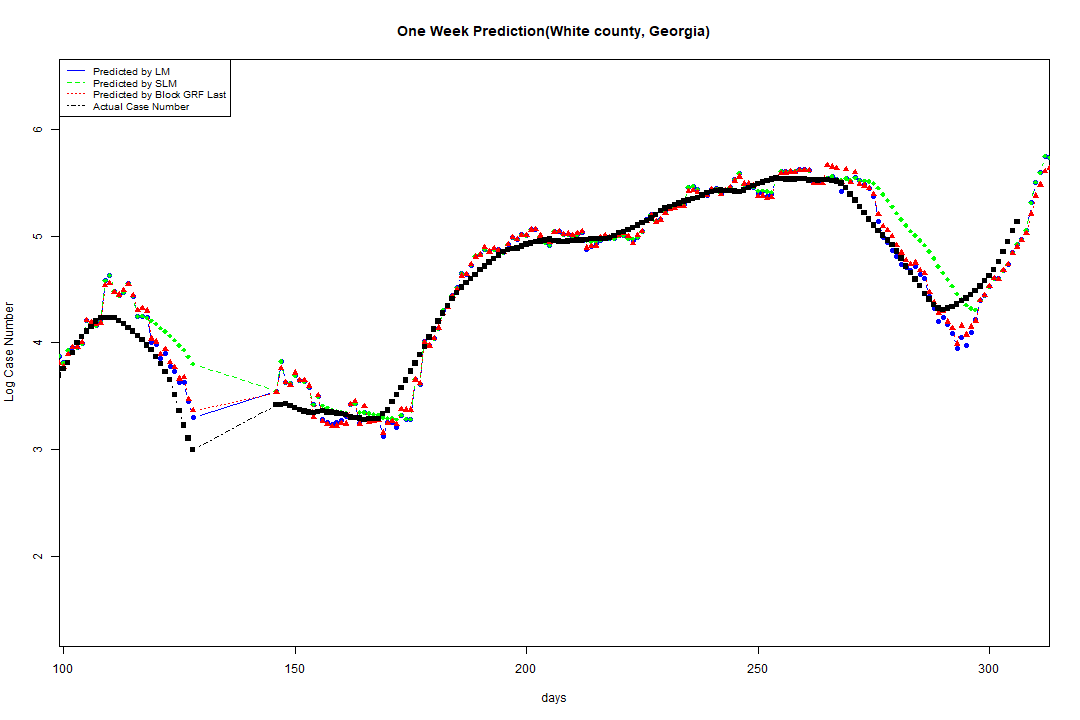 One Week Prediction(White county, Georgia)
Predicted by LM
Predicted by SLM
Predicted by Block GRF Last
Actual Case Number
6
5
4
3
2
Log Case Number
100 150 200 250 300
days